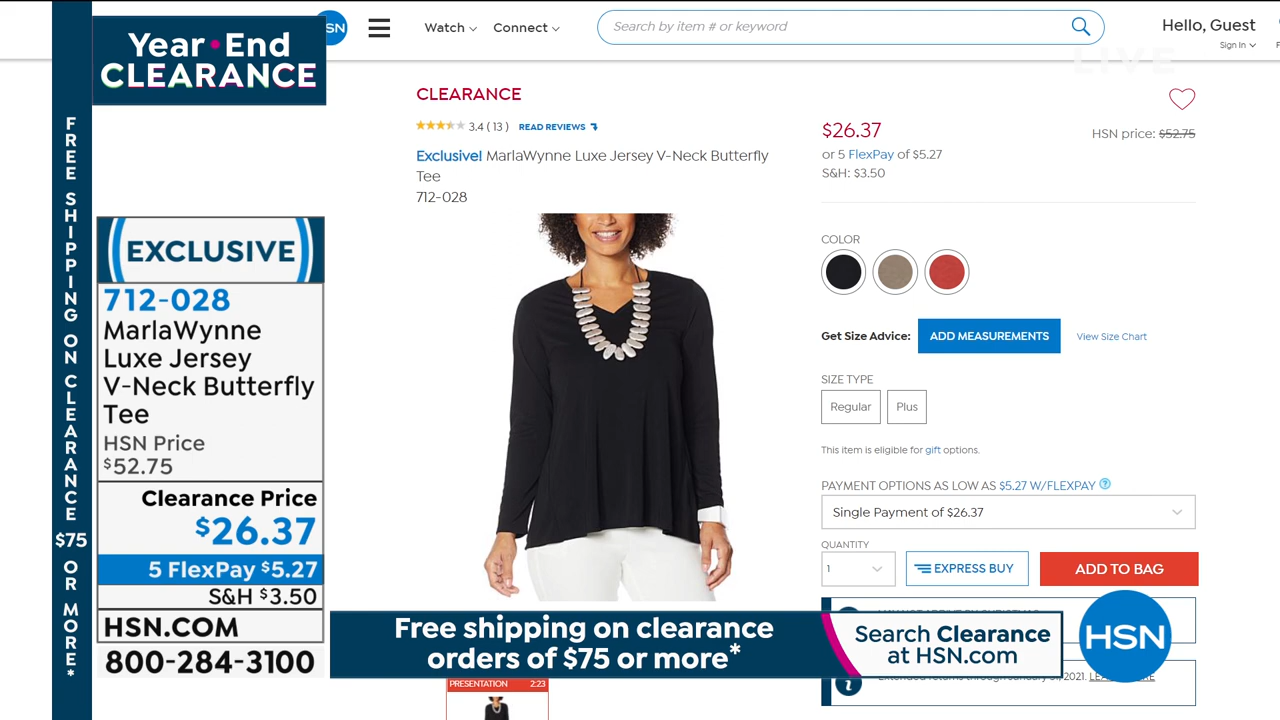 Year • End
CLEARANCE
FREE SHIPPING ON CLEARANCE $75 OR MORE*
EXCLUSIVE
712-028
MarlaWynne
Luxe Jersey
V-Neck Butterfly
Tee
HSN Price
$52.75
Clearance Price
$26.37
5 FlexPay $5.27
S&H $3.50
HSN.COM
800-284-3100
SN
Watch
Connect
Search by item # or keyword
Hello, Guest
Sign In
LIVE
CLEARANCE
3.4 ( 13 ) READ REVIEWS
Exclusive! MarlaWynne Luxe Jersey V-Neck Butterfly
Tee
712-028
$26.37
HSN price: $52.75
or 5 FlexPay of $5.27
S&H: $3.50
COLOR
Get Size Advice: ADD MEASUREMENTS View Size Chart
SIZE TYPE
Regular Plus
This item is eligible for gift options.
PAYMENT OPTIONS AS LOW AS $5.27 W/FLEXPAY ?
Single Payment of $26.37
QUANTITY
1
EXPRESS BUY
ADD TO BAG
Free shipping on clearance
orders of $75 or more*
Search Clearance
at HSN.com
HSN
PRESENTATION 2:23